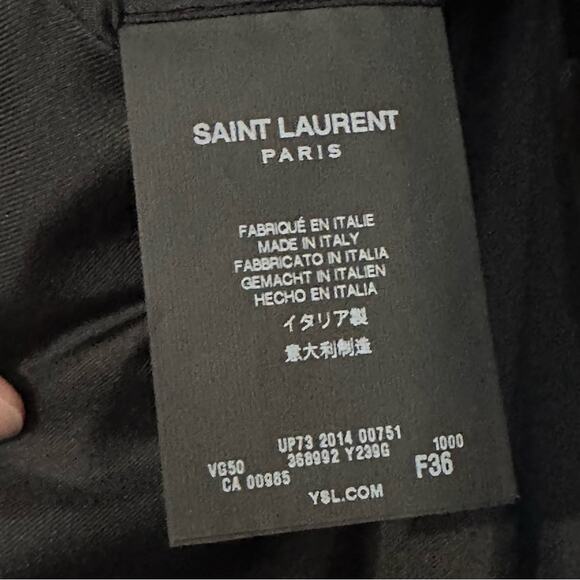 SAINT LAURENT
PARIS
FABRIQUÉ EN ITALIE
MADE IN ITALY
FABBRICATO IN ITALIA
GEMACHT IN ITALIEN
HECHO EN ITALIA
イタリア製
意大利制造
UP73 2014 00751
VG50 368992 Y239G 1000
CA 00985 F36
YSL.COM